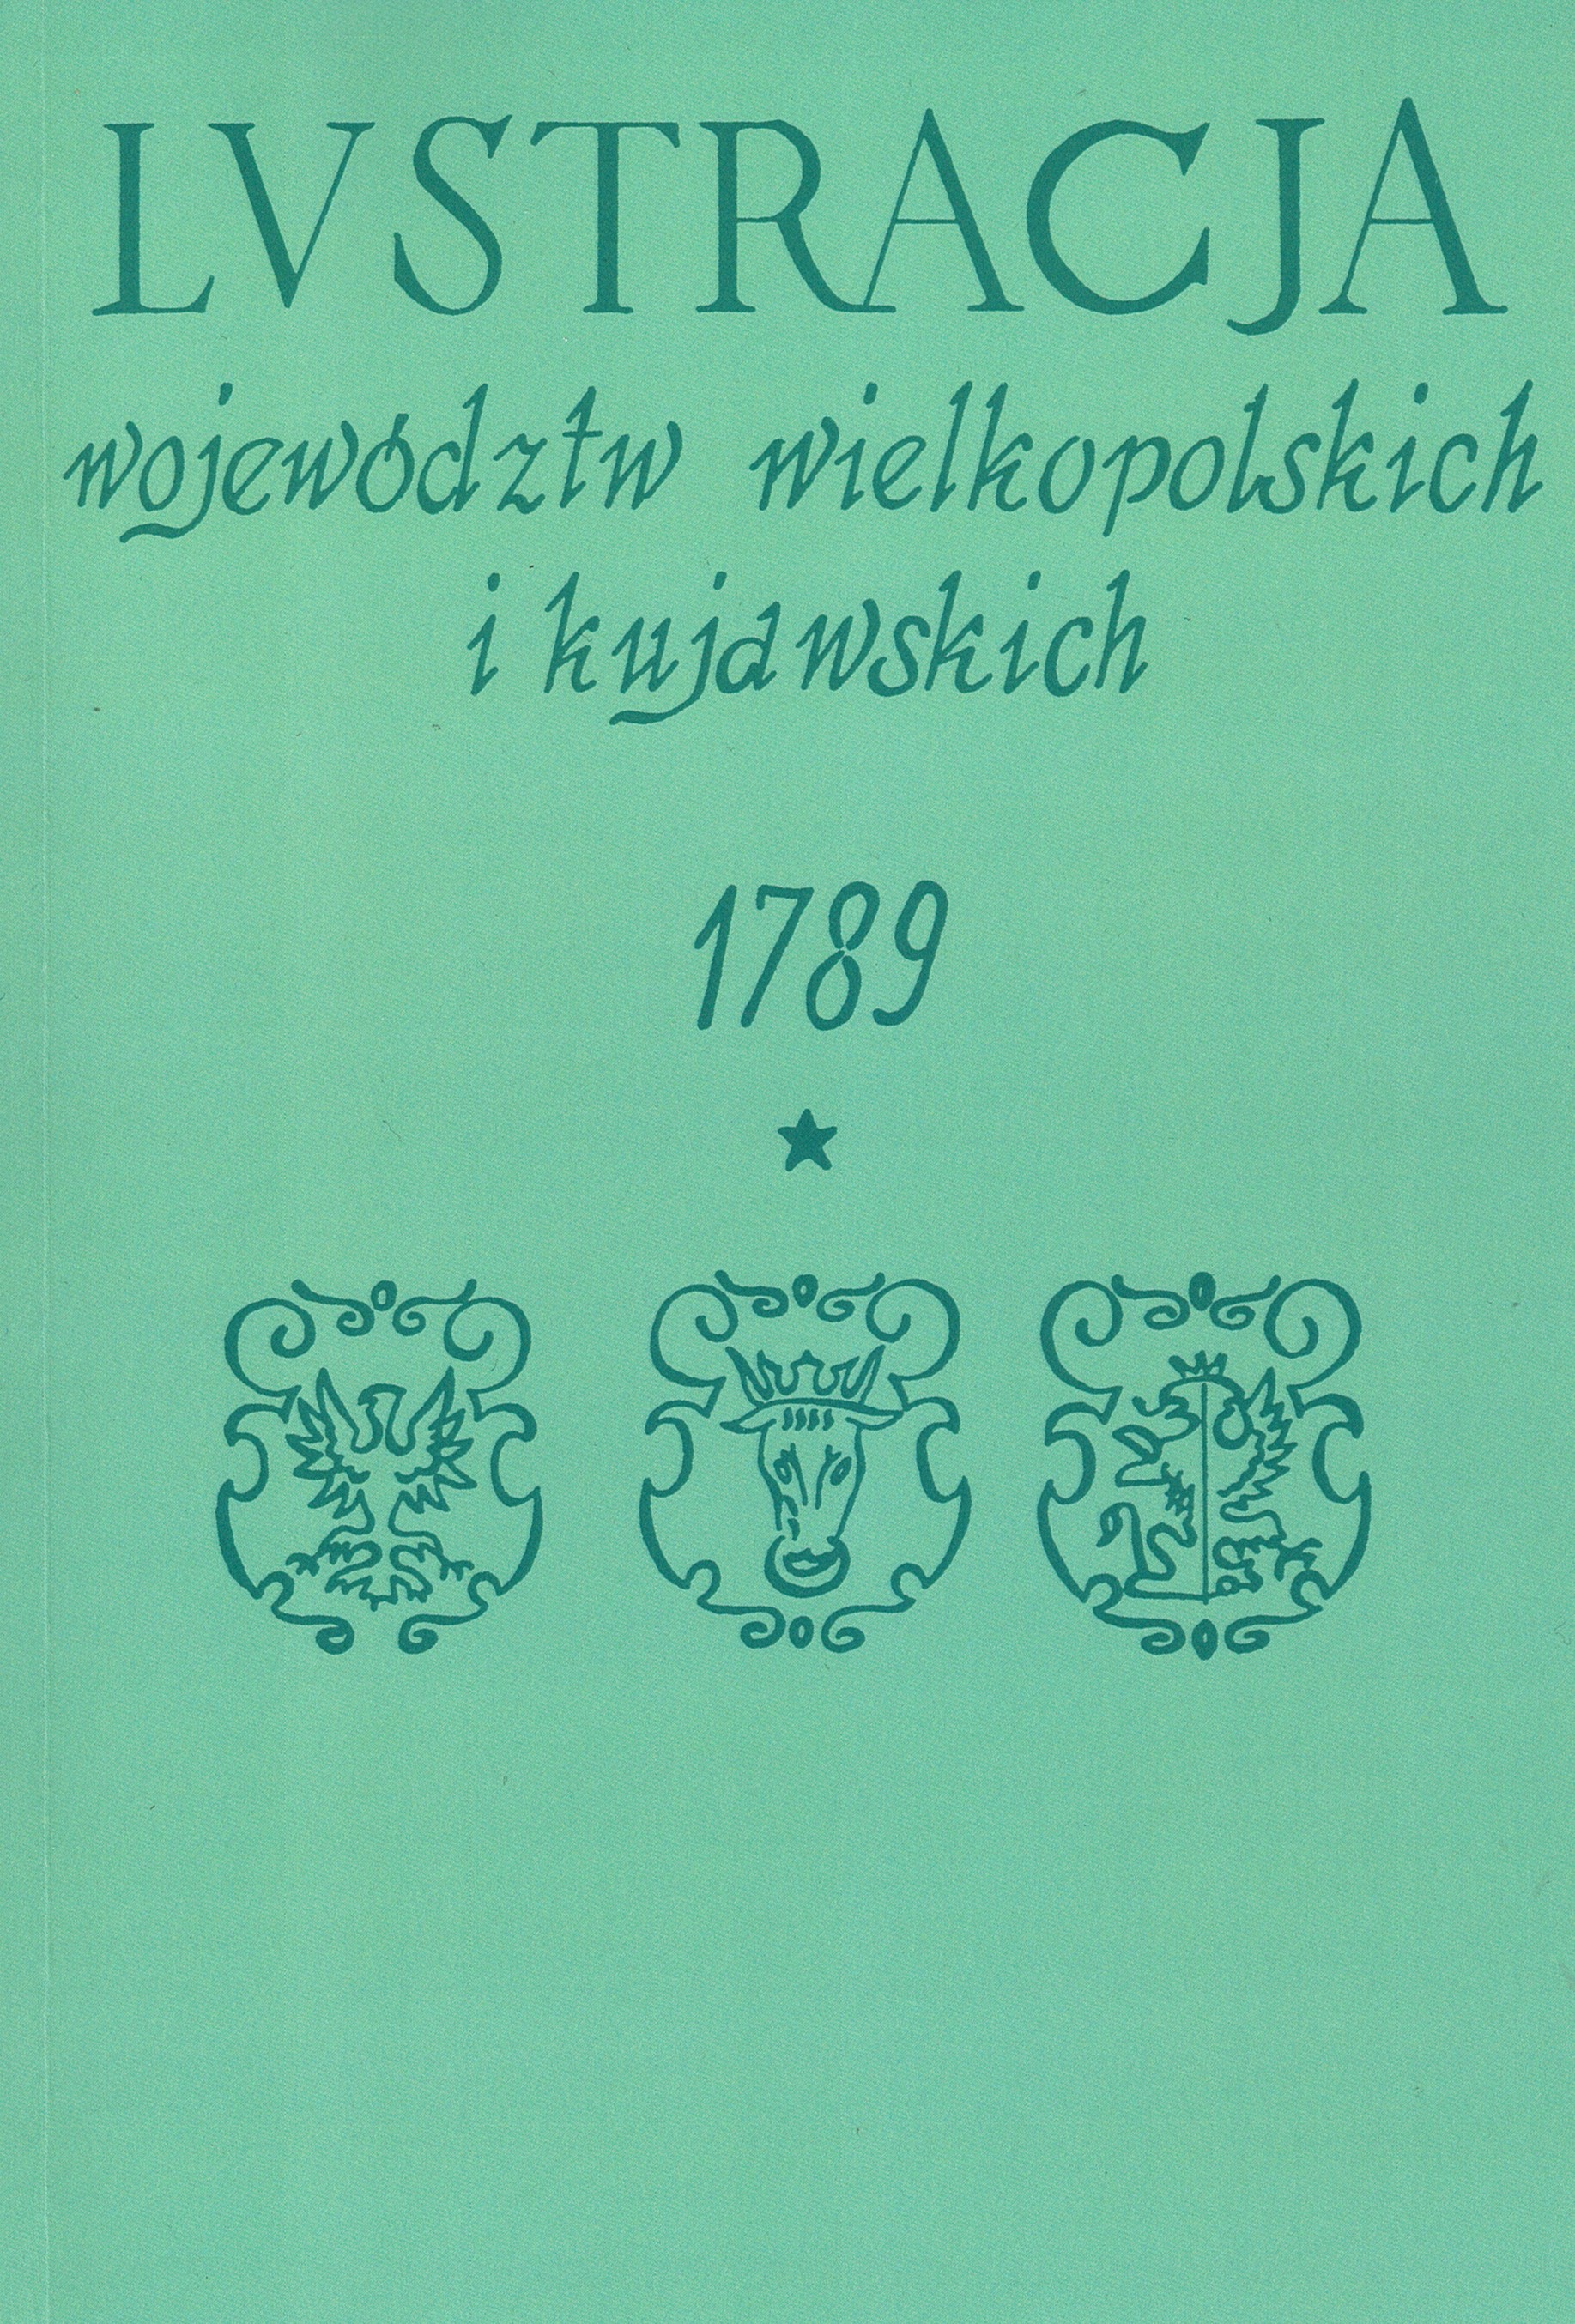 LVSTRACJA
województw wielkopolskich
i kujawskich
1789